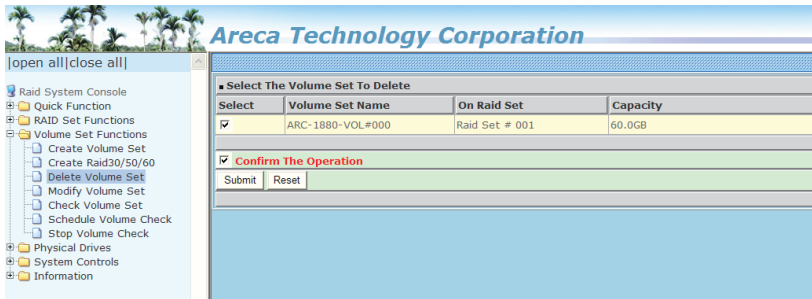 Areca Technology Corporation
|open all|close all|
Raid System Console
Quick Function
RAID Set Functions
Volume Set Functions
Create Volume Set
Create Raid30/50/60
Delete Volume Set
Modify Volume Set
Check Volume Set
Schedule Volume Check
Stop Volume Check
Physical Drives
System Controls
Information
Select The Volume Set To Delete
Select Volume Set Name On Raid Set Capacity
ARC-1880-VOL#000 Raid Set # 001 60.0GB
Confirm The Operation
Submit Reset